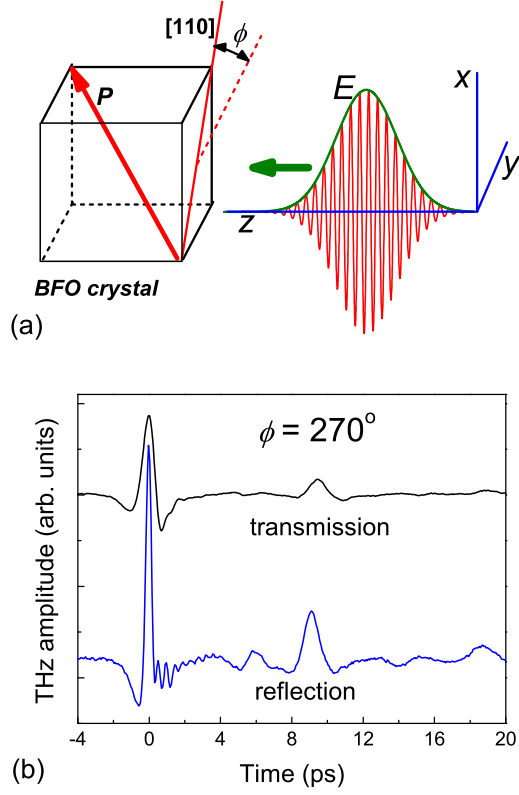 [110]
ϕ
P
E
x
y
z
BFO crystal
(a)
ϕ = 270°
THz amplitude (arb. units)
transmission
reflection
-4 0 4 8 12 16 20
Time (ps)
(b)